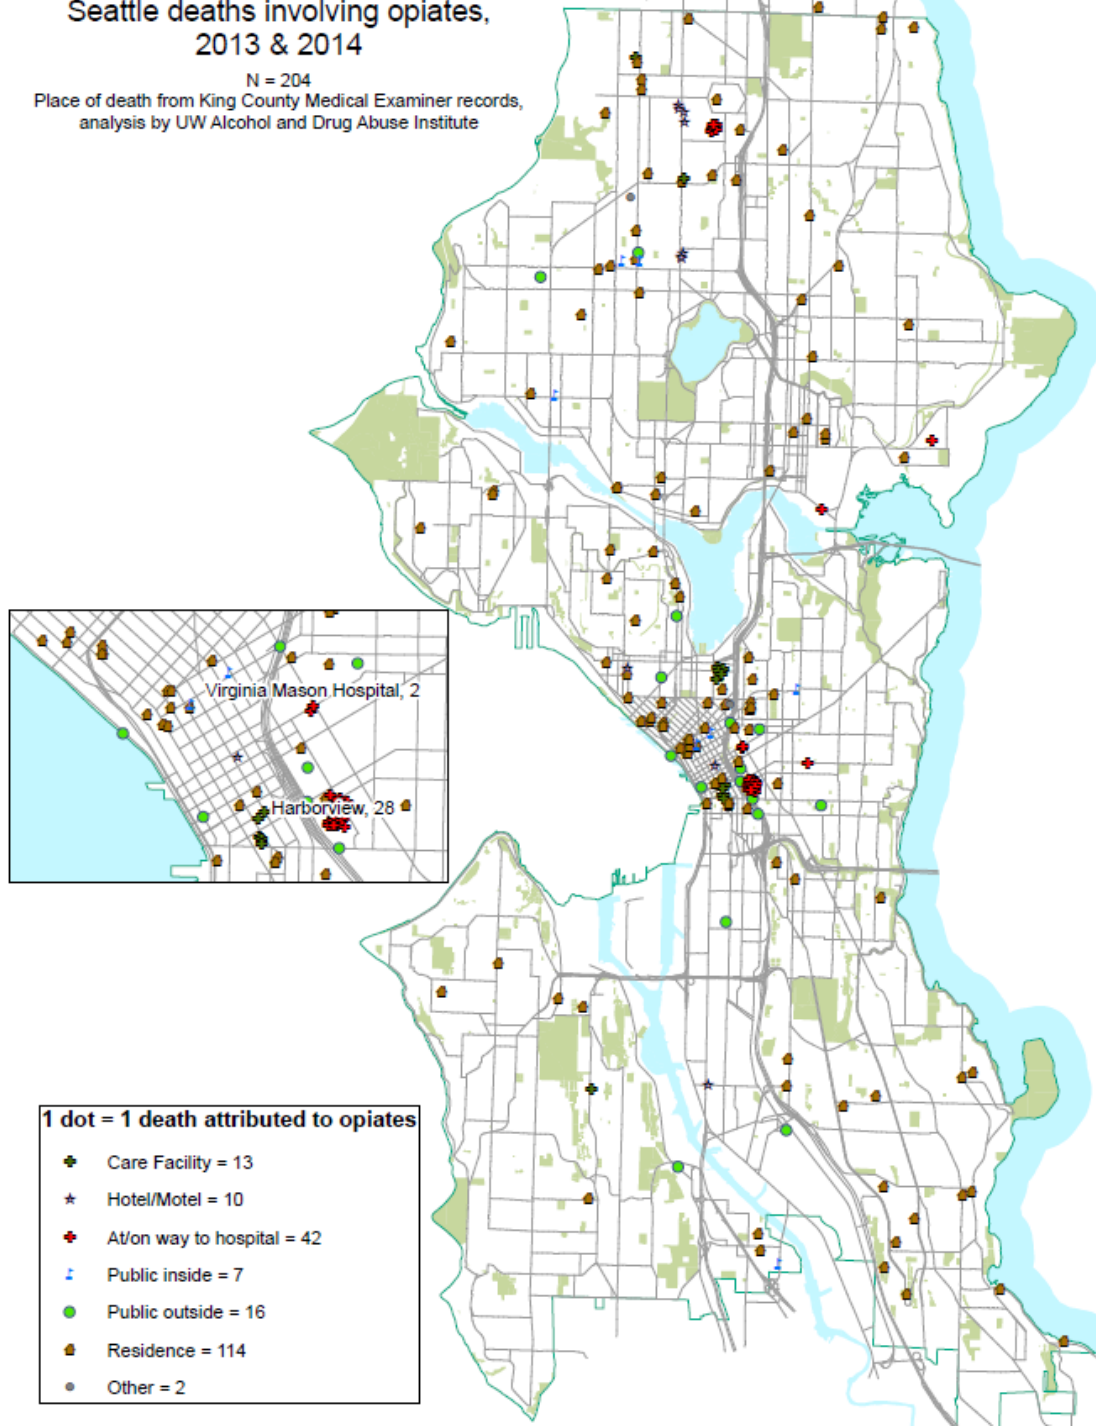 Seattle deaths involving opiates,
2013 & 2014
N = 204
Place of death from King County Medical Examiner records,
analysis by UW Alcohol and Drug Abuse Institute
Virginia Mason Hospital, 2
Harborview, 28
1 dot = 1 death attributed to opiates
Care Facility = 13
Hotel/Motel = 10
At/on way to hospital = 42
Public inside = 7
Public outside = 16
Residence = 114
Other = 2